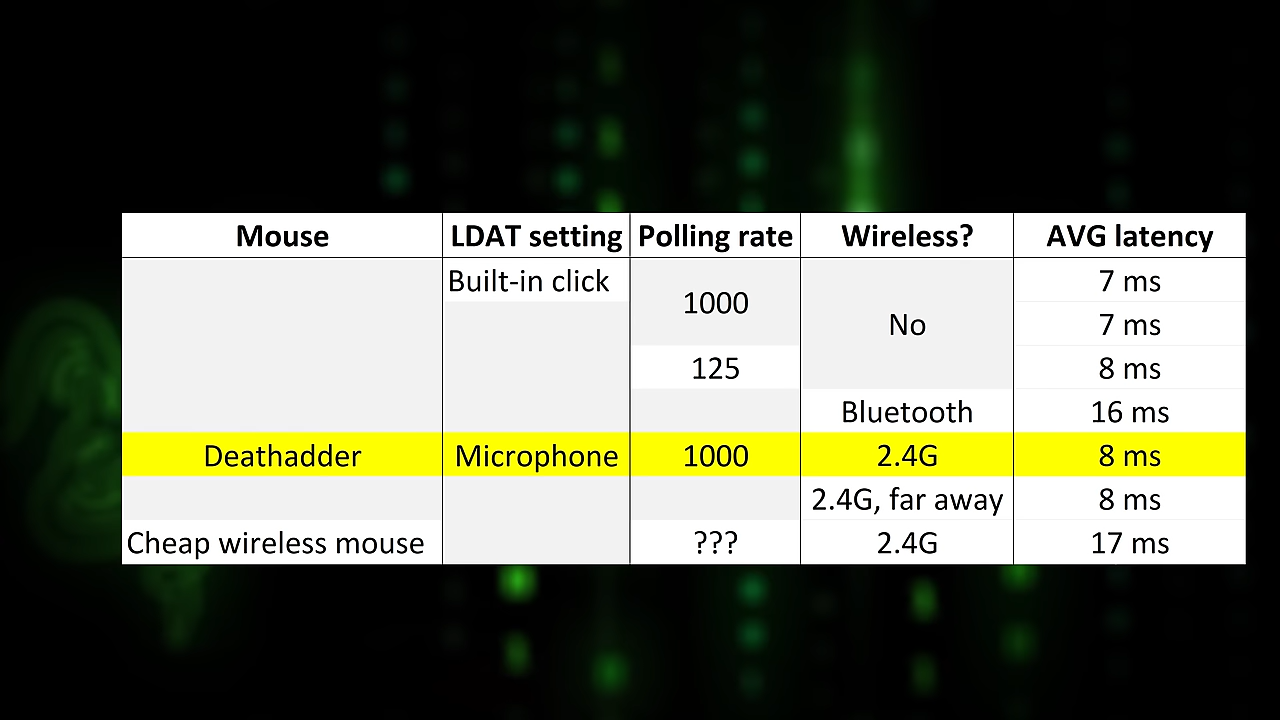 Mouse LDAT setting Polling rate Wireless? AVG latency
Built-in click 1000 No 7 ms
7 ms
125 8 ms
Bluetooth 16 ms
Deathadder Microphone 1000 2.4G 8 ms
2.4G, far away 8 ms
Cheap wireless mouse ??? 2.4G 17 ms